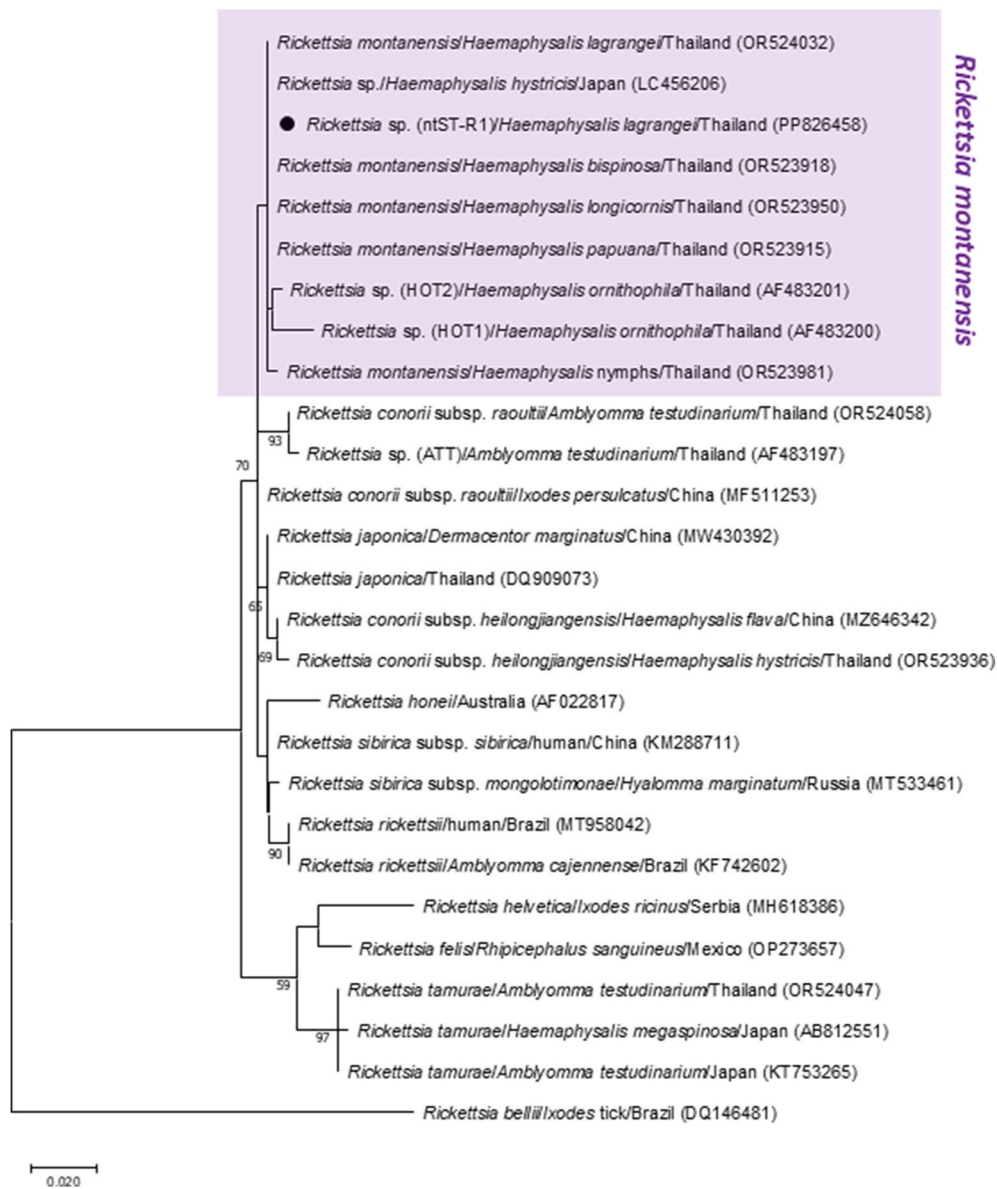 Rickettsia montanensis/Haemaphysalis lagrangei/Thailand (OR524032)
Rickettsia sp./Haemaphysalis hystricis/Japan (LC456206)
Rickettsia sp. (ntST-R1)/Haemaphysalis lagrangei/Thailand (PP826458)
Rickettsia montanensis/Haemaphysalis bispinosa/Thailand (OR523918)
Rickettsia montanensis/Haemaphysalis longicornis/Thailand (OR523950)
Rickettsia montanensis/Haemaphysalis papuana/Thailand (OR523915)
Rickettsia sp. (HOT2)/Haemaphysalis ornithophila/Thailand (AF483201)
Rickettsia sp. (HOT1)/Haemaphysalis ornithophila/Thailand (AF483200)
Rickettsia montanensis/Haemaphysalis nymphs/Thailand (OR523981)
Rickettsia montanensis
Rickettsia conorii subsp. raoultii/Amblyomma testudinarium/Thailand (OR524058)
93
Rickettsia sp. (ATT)/Amblyomma testudinarium/Thailand (AF483197)
70
Rickettsia conorii subsp. raoultii/Ixodes persulcatus/China (MF511253)
Rickettsia japonica/Dermacentor marginatus/China (MW430392)
Rickettsia japonica/Thailand (DQ909073)
65
Rickettsia conorii subsp. heilongjiangensis/Haemaphysalis flava/China (MZ646342)
69
Rickettsia conorii subsp. heilongjiangensis/Haemaphysalis hystricis/Thailand (OR523936)
Rickettsia honei/Australia (AF022817)
Rickettsia sibirica subsp. sibirica/human/China (KM288711)
Rickettsia sibirica subsp. mongolotimonae/Hyalomma marginatum/Russia (MT533461)
Rickettsia rickettsii/human/Brazil (MT958042)
90
Rickettsia rickettsii/Amblyomma cajennense/Brazil (KF742602)
Rickettsia helvetica/Ixodes ricinus/Serbia (MH618386)
Rickettsia felis/Rhipicephalus sanguineus/Mexico (OP273657)
59
Rickettsia tamurae/Amblyomma testudinarium/Thailand (OR524047)
97
Rickettsia tamurae/Haemaphysalis megaspinosa/Japan (AB812551)
Rickettsia tamurae/Amblyomma testudinarium/Japan (KT753265)
Rickettsia bellii/Ixodes tick/Brazil (DQ146481)
0.020